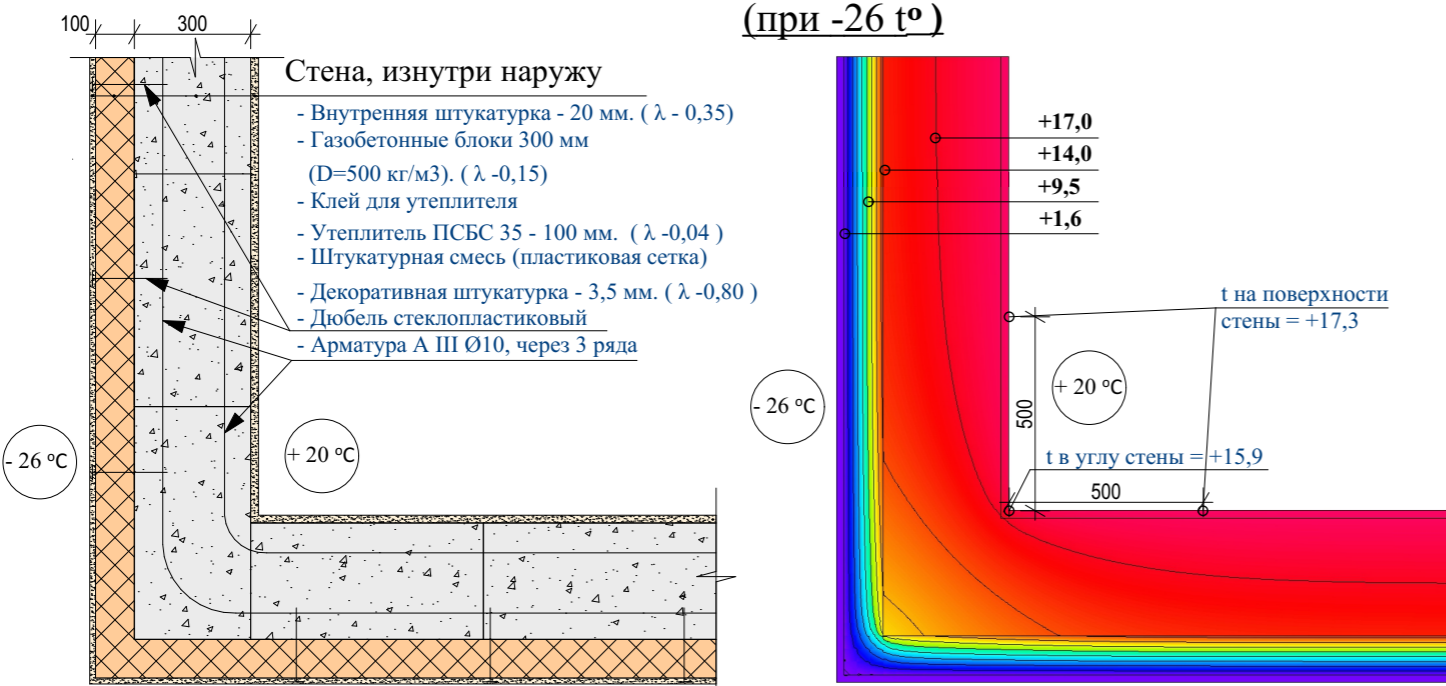 100
300
Стена, изнутри наружу
- Внутренняя штукатурка - 20 мм. ( λ - 0,35)
- Газобетонные блоки 300 мм
(D=500 кг/м3). ( λ -0,15)
- Клей для утеплителя
- Утеплитель ПСБС 35 - 100 мм. ( λ -0,04 )
- Штукатурная смесь (пластиковая сетка)
- Декоративная штукатурка - 3,5 мм. ( λ -0,80 )
- Дюбель стеклопластиковый
- Арматура А III Ø10, через 3 ряда
- 26 ºC
+ 20 ºC
(при -26 tº )
+17,0
+14,0
+9,5
+1,6
t на поверхности
стены = +17,3
- 26 ºC
+ 20 ºC
500
t в углу стены = +15,9
500